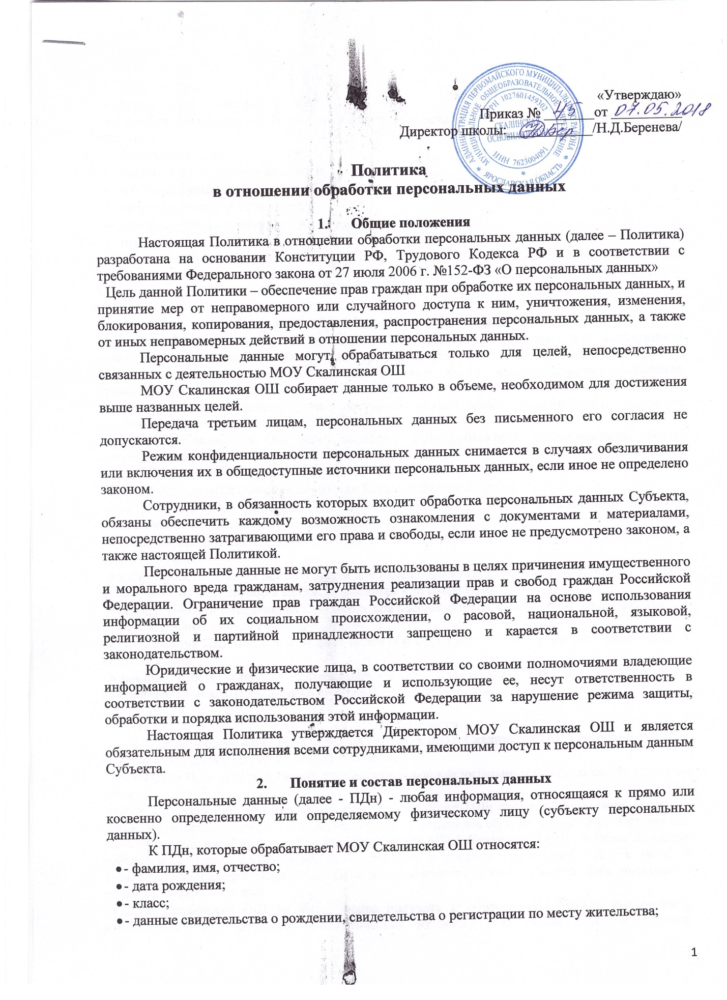 «Утверждаю»
Приказ № 45 от 07.05.2018
Директор школы: /Н.Д.Беренева/
АДМИНИСТРАЦИЯ ПЕРВОМАЙСКОГО МУНИЦИПАЛЬНОГО РАЙОНА
* ЯРОСЛАВСКАЯ ОБЛАСТЬ *
МУНИЦИПАЛЬНОЕ ОБЩЕОБРАЗОВАТЕЛЬНОЕ УЧРЕЖДЕНИЕ
ОГРН 1027601459302
СКАЛИНСКАЯ
ОСНОВНАЯ
ИНН 7623004091
*
Политика
в отношении обработки персональных данных
1. Общие положения
Настоящая Политика в отношении обработки персональных данных (далее – Политика)
разработана на основании Конституции РФ, Трудового Кодекса РФ и в соответствии с
требованиями Федерального закона от 27 июля 2006 г. №152-ФЗ «О персональных данных»
Цель данной Политики – обеспечение прав граждан при обработке их персональных данных, и
принятие мер от неправомерного или случайного доступа к ним, уничтожения, изменения,
блокирования, копирования, предоставления, распространения персональных данных, а также
от иных неправомерных действий в отношении персональных данных.
Персональные данные могут обрабатываться только для целей, непосредственно
связанных с деятельностью МОУ Скалинская ОШ
МОУ Скалинская ОШ собирает данные только в объеме, необходимом для достижения
выше названных целей.
Передача третьим лицам, персональных данных без письменного его согласия не
допускаются.
Режим конфиденциальности персональных данных снимается в случаях обезличивания
или включения их в общедоступные источники персональных данных, если иное не определено
законом.
Сотрудники, в обязанность которых входит обработка персональных данных Субъекта,
обязаны обеспечить каждому возможность ознакомления с документами и материалами,
непосредственно затрагивающими его права и свободы, если иное не предусмотрено законом, а
также настоящей Политикой.
Персональные данные не могут быть использованы в целях причинения имущественного
и морального вреда гражданам, затруднения реализации прав и свобод граждан Российской
Федерации. Ограничение прав граждан Российской Федерации на основе использования
информации об их социальном происхождении, о расовой, национальной, языковой,
религиозной и партийной принадлежности запрещено и карается в соответствии с
законодательством.
Юридические и физические лица, в соответствии со своими полномочиями владеющие
информацией о гражданах, получающие и использующие ее, несут ответственность в
соответствии с законодательством Российской Федерации за нарушение режима защиты,
обработки и порядка использования этой информации.
Настоящая Политика утверждается Директором МОУ Скалинская ОШ и является
обязательным для исполнения всеми сотрудниками, имеющими доступ к персональным данным
Субъекта.
2. Понятие и состав персональных данных
Персональные данные (далее - ПДн) - любая информация, относящаяся к прямо или
косвенно определенному или определяемому физическому лицу (субъекту персональных
данных).
К ПДн, которые обрабатывает МОУ Скалинская ОШ относятся:
• - фамилия, имя, отчество;
• - дата рождения;
• - класс;
• - данные свидетельства о рождении, свидетельства о регистрации по месту жительства;
1